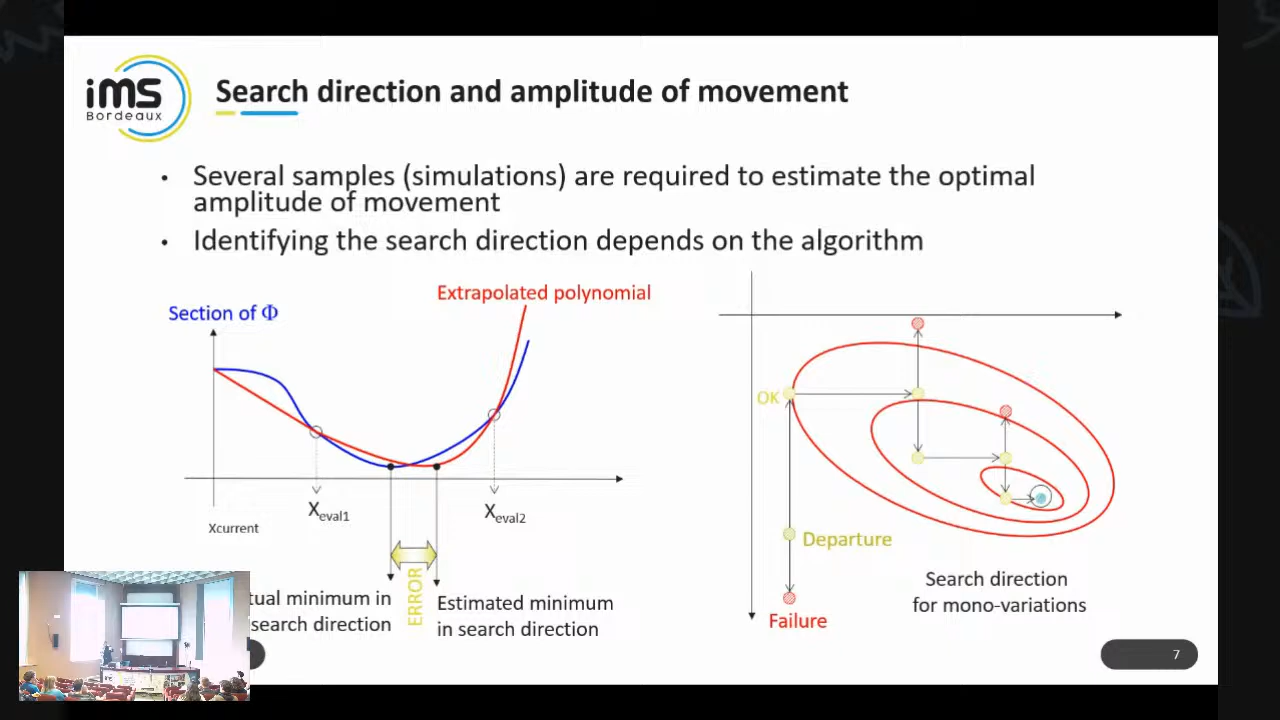 iMS
Bordeaux
Search direction and amplitude of movement
• Several samples (simulations) are required to estimate the optimal
amplitude of movement
• Identifying the search direction depends on the algorithm
Section of Φ
Extrapolated polynomial
Xcurrent
Xeval1
Xeval2
ERROR
tual minimum in
search direction
Estimated minimum
in search direction
OK
Departure
Failure
Search direction
for mono-variations
7